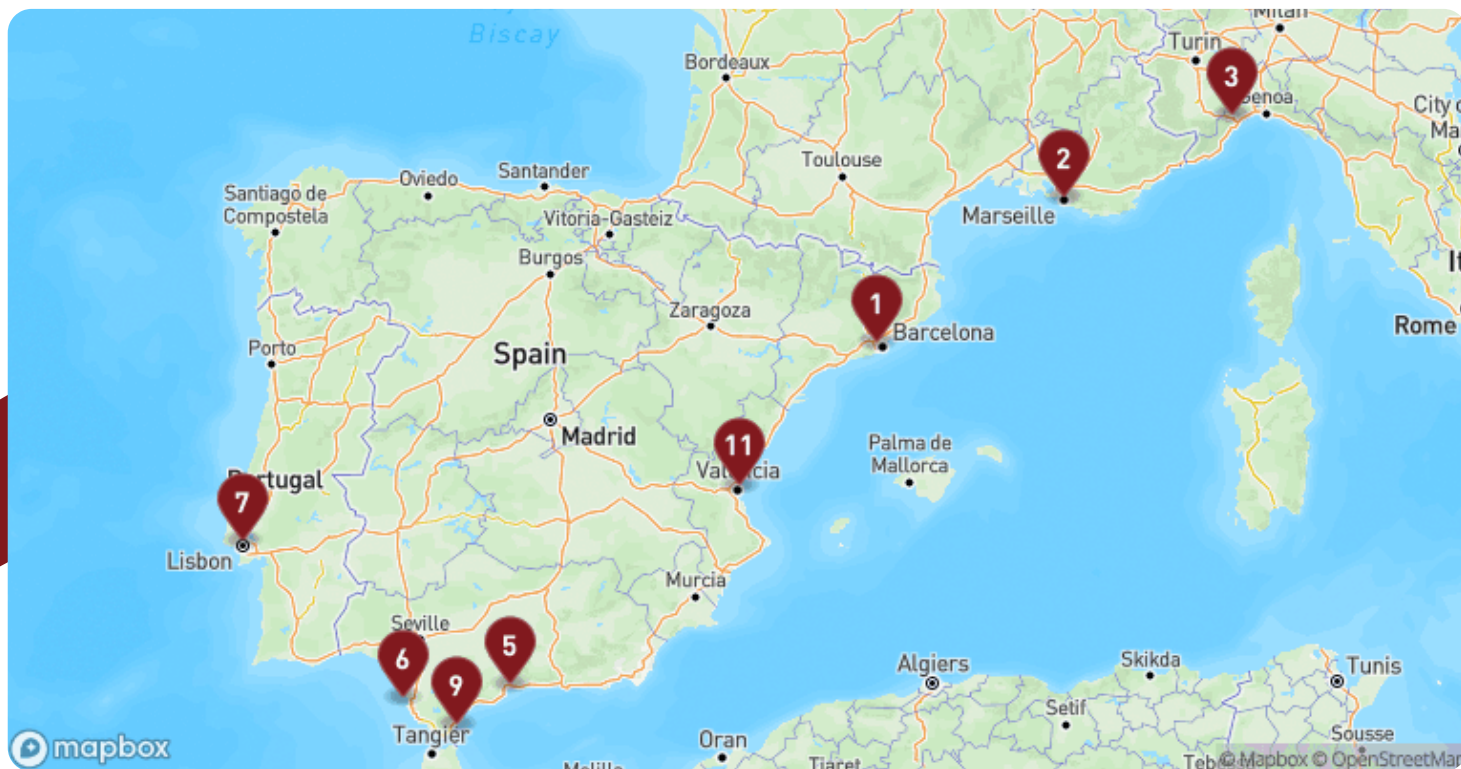 Biscay
Milan
Turin
Bordeaux
3
Genoa
City o
Ma
2
Toulouse
Santander
Oviedo
Santiago de
Compostela
Marseille
Vitoria-Gasteiz
Burgos
It
1
Zaragoza
Barcelona
Rome
Porto
Spain
Madrid
11
Palma de
Mallorca
Valencia
Portugal
7
Lisbon
Murcia
Seville
5
6
9
Algiers
Skikda
Tunis
Setif
Tangier
Oran
Sousse
mapbox
Tiaret
Melilla
© Mapbox © OpenStreetMap